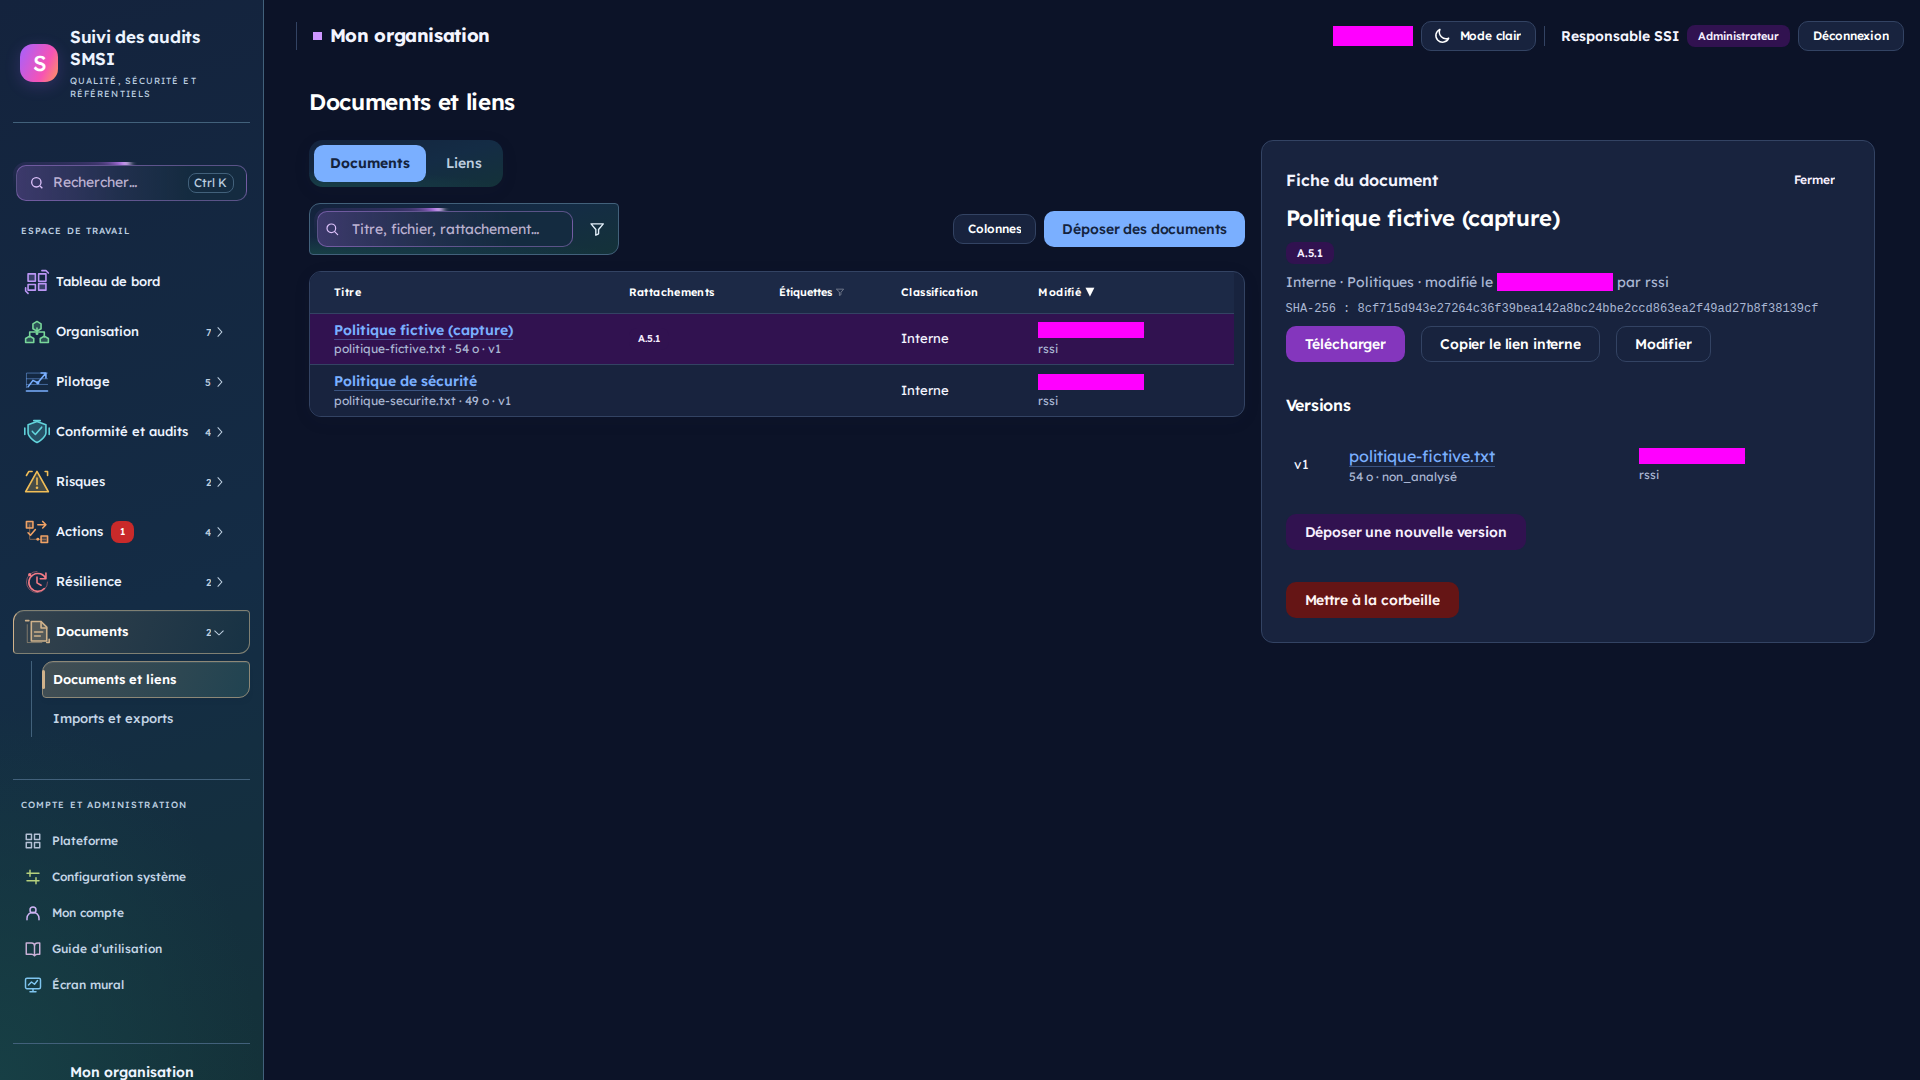 S
Suivi des audits
SMSI
QUALITÉ, SÉCURITÉ ET
RÉFÉRENTIELS
Rechercher... Ctrl K
ESPACE DE TRAVAIL
Tableau de bord
Organisation 7
Pilotage 5
Conformité et audits 4
Risques 2
Actions 1 4
Résilience 2
Documents 2
Documents et liens
Imports et exports
COMPTE ET ADMINISTRATION
Plateforme
Configuration système
Mon compte
Guide d’utilisation
Écran mural
Mon organisation
Mon organisation
Mode clair
Responsable SSI Administrateur
Déconnexion
Documents et liens
Documents Liens
Titre, fichier, rattachement...
Colonnes Déposer des documents
Titre Rattachements Étiquettes Classification Modifié ▼
Politique fictive (capture) A.5.1 Interne
politique-fictive.txt · 54 o · v1 rssi
Politique de sécurité Interne
politique-securite.txt · 49 o · v1 rssi
Fiche du document Fermer
Politique fictive (capture)
A.5.1
Interne · Politiques · modifié le par rssi
SHA-256 : 8cf715d943e27264c36f39bea142a8bc24bbe2ccd863ea2f49ad27b8f38139cf
Télécharger Copier le lien interne Modifier
Versions
v1 politique-fictive.txt
54 o · non_analysé rssi
Déposer une nouvelle version
Mettre à la corbeille